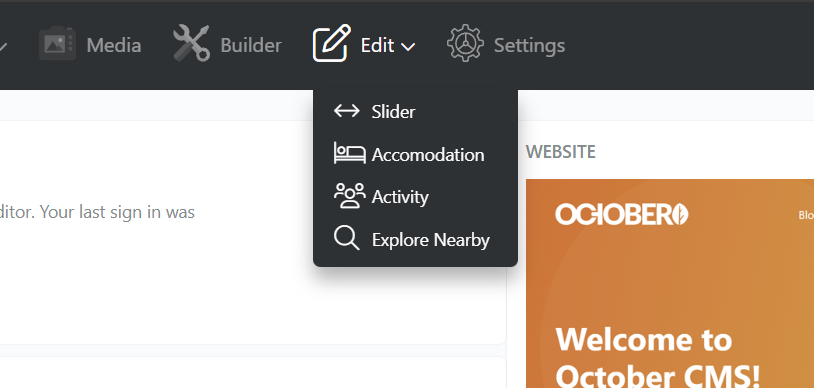 Media Builder Edit Settings
Slider
Accomodation
Activity
Explore Nearby
WEBSITE
ditor. Your last sign in was
OCTOBER
Blo
Welcome to
October CMS!